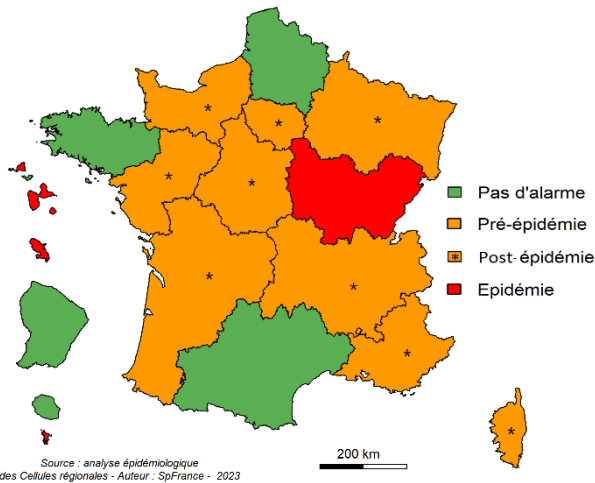 Pas d'alarme
Pré-épidémie
Post-épidémie
Epidémie
200 km
Source : analyse épidémiologique
des Cellules régionales - Auteur : SpFrance - 2023